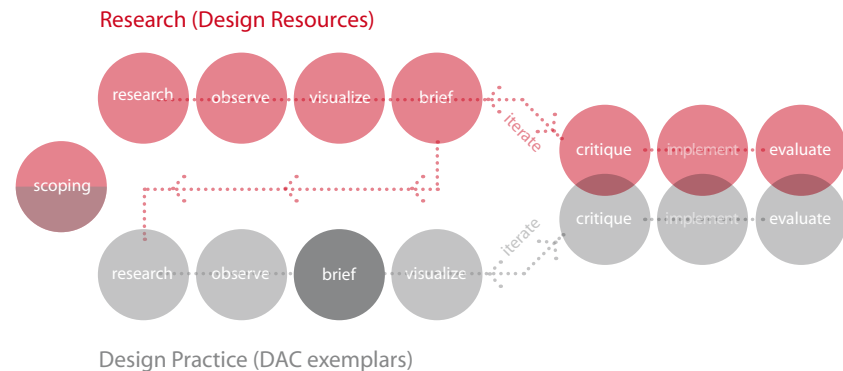 Research (Design Resources)
research observe visualize brief
iterate
critique implement evaluate
scoping
critique implement evaluate
iterate
research observe brief visualize
Design Practice (DAC exemplars)